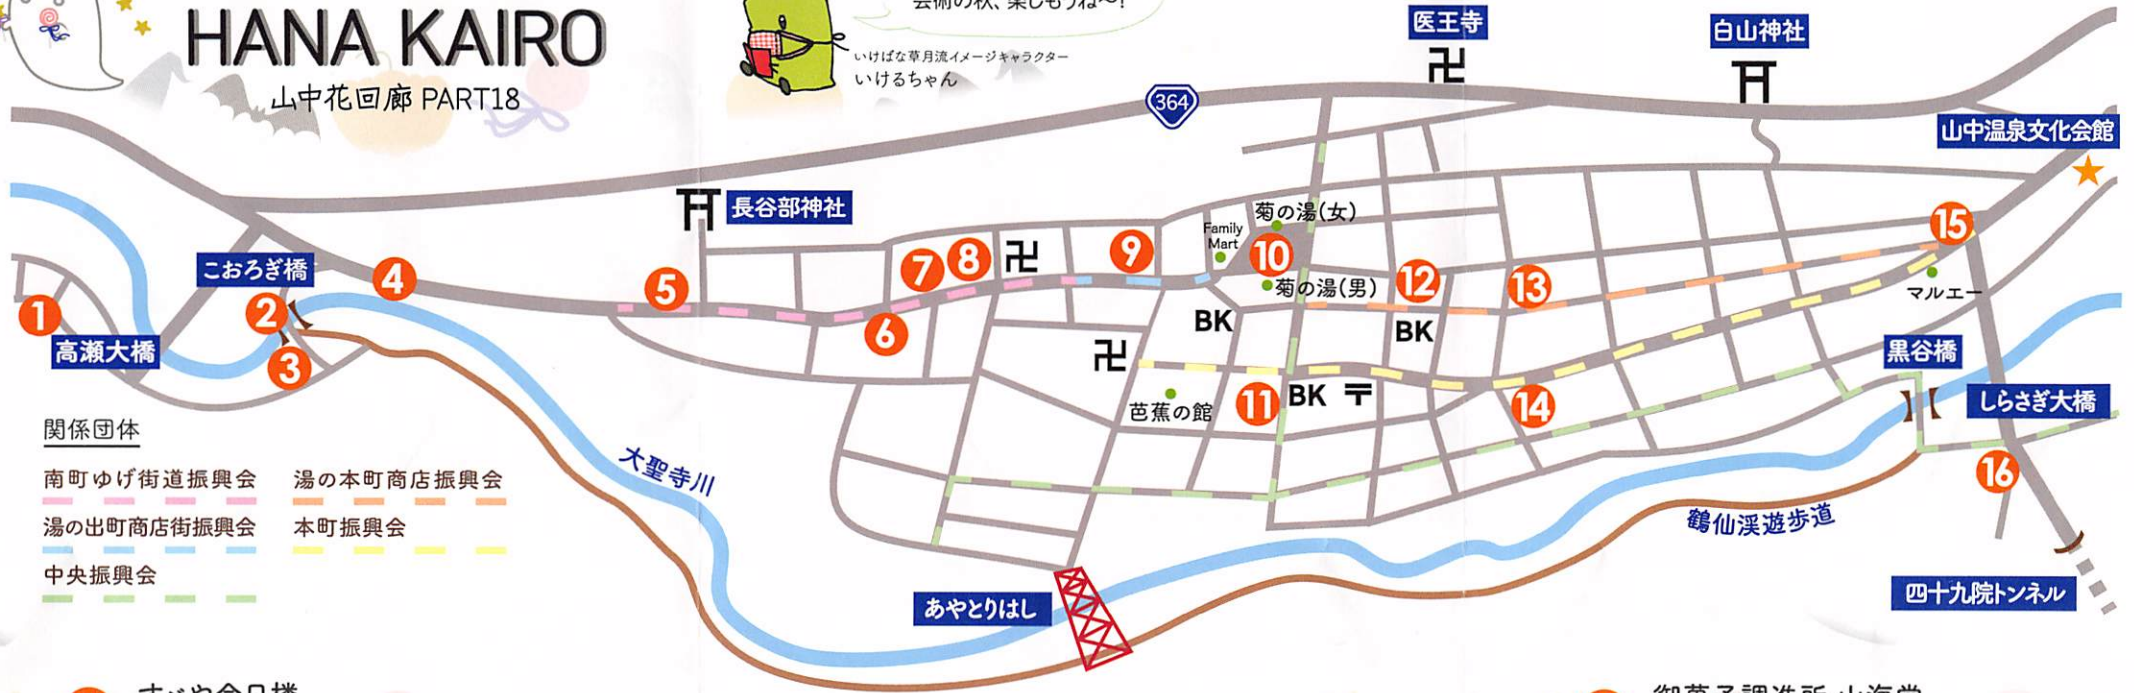 HANA KAIRO
山中花回廊 PART18
いけばな草月流イメージキャラクター
いけるちゃん
医王寺
白山神社
364
山中温泉文化会館
長谷部神社
菊の湯(女)
Family
Mart
15
こおろぎ橋
4
5
7
8
9
10
菊の湯(男)
12
13
マルエー
1
2
高瀬大橋
3
6
BK
BK
黒谷橋
芭蕉の館
11
BK
14
しらさぎ大橋
関係団体
南町ゆげ街道振興会
湯の本町商店振興会
湯の出町商店街振興会
本町振興会
中央振興会
大聖寺川
16
鶴仙渓遊歩道
あやとりはし
四十九院トンネル